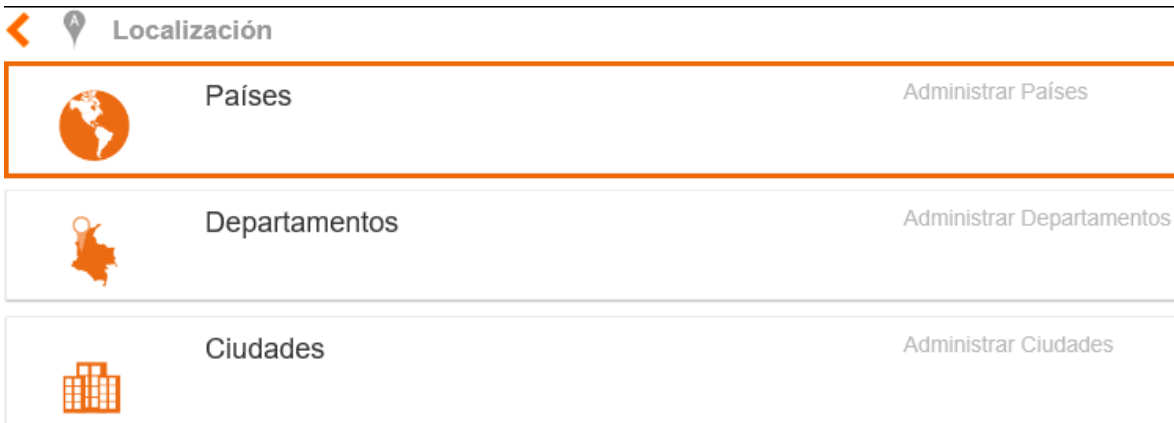 A
Localización
Países
Administrar Países
Departamentos
Administrar Departamentos
Ciudades
Administrar Ciudades